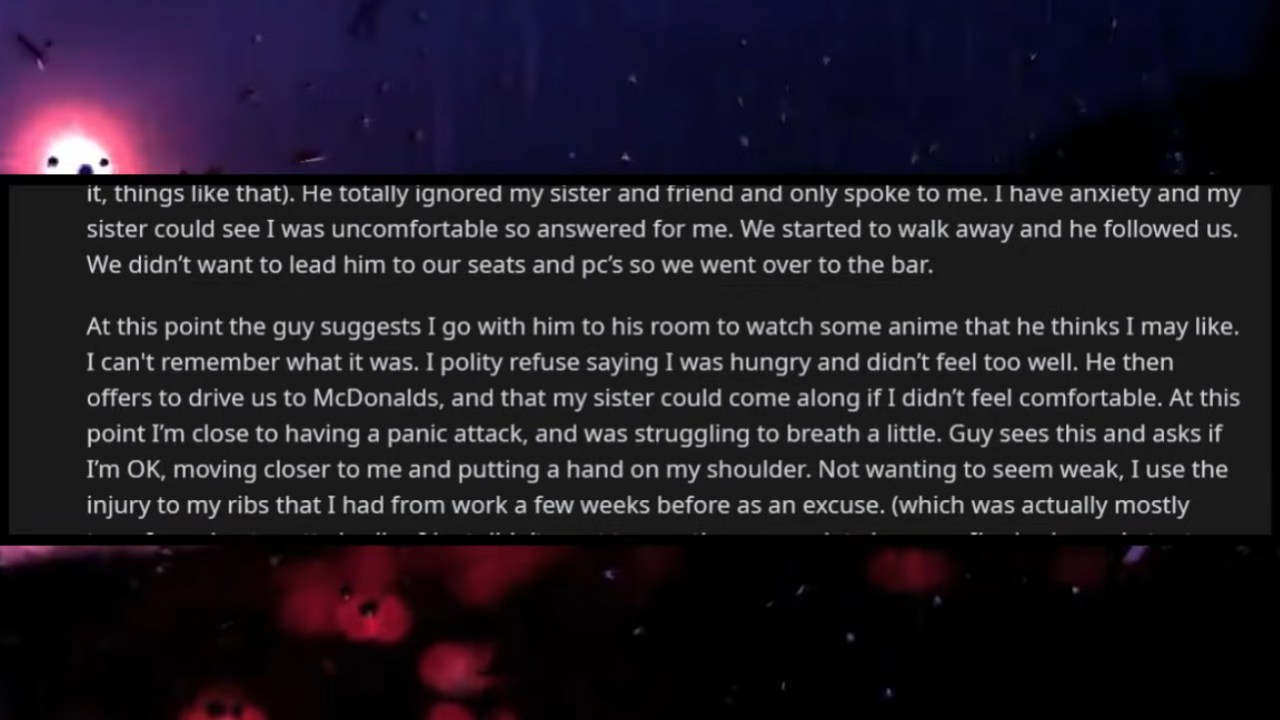 it, things like that). He totally ignored my sister and friend and only spoke to me. I have anxiety and my
sister could see I was uncomfortable so answered for me. We started to walk away and he followed us.
We didn’t want to lead him to our seats and pc’s so we went over to the bar.
At this point the guy suggests I go with him to his room to watch some anime that he thinks I may like.
I can't remember what it was. I polity refuse saying I was hungry and didn’t feel too well. He then
offers to drive us to McDonalds, and that my sister could come along if I didn’t feel comfortable. At this
point I’m close to having a panic attack, and was struggling to breath a little. Guy sees this and asks if
I’m OK, moving closer to me and putting a hand on my shoulder. Not wanting to seem weak, I use the
injury to my ribs that I had from work a few weeks before as an excuse. (which was actually mostly